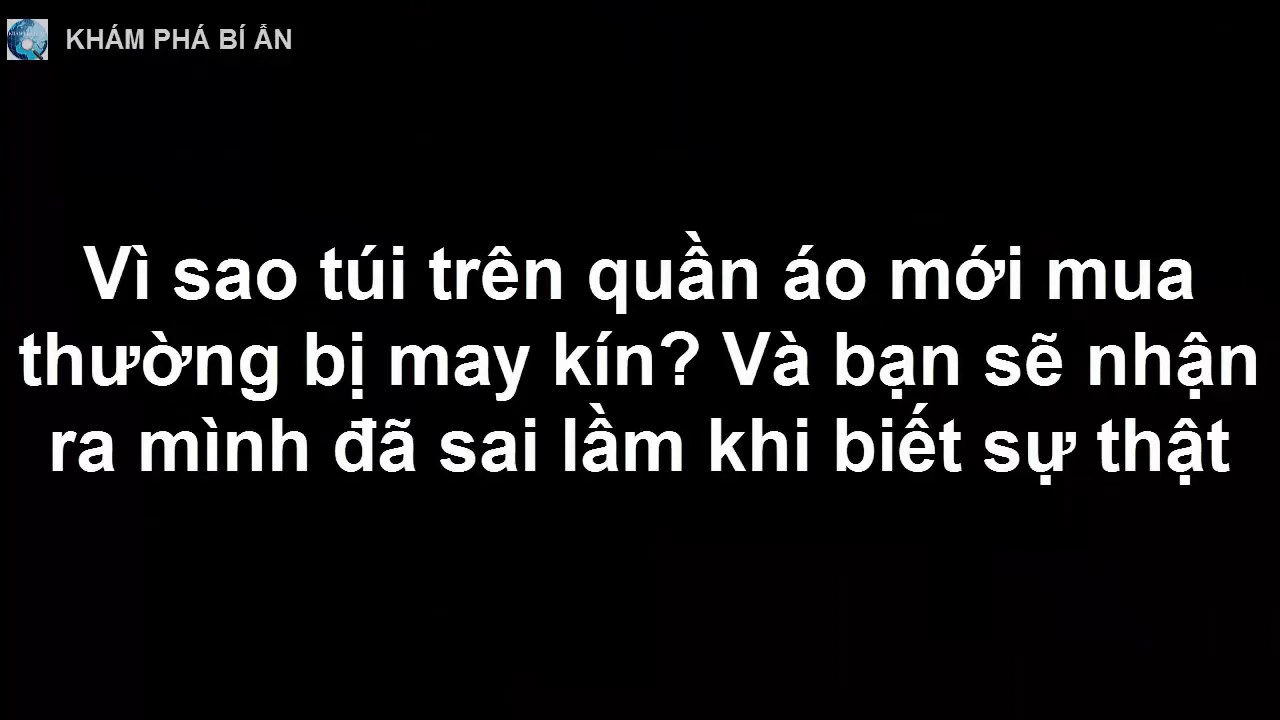 KHÁM PHÁ BÍ ẨN
Vì sao túi trên quần áo mới mua
thường bị may kín? Và bạn sẽ nhận
ra mình đã sai lầm khi biết sự thật